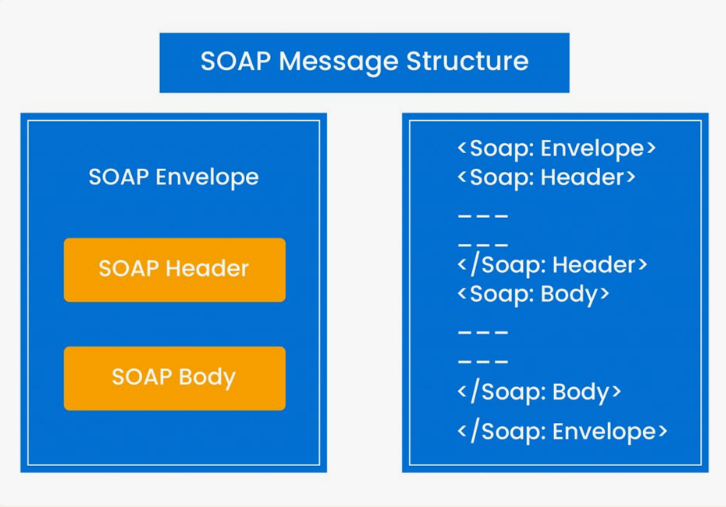 SOAP Message Structure
SOAP Envelope
SOAP Header
SOAP Body
<Soap: Envelope>
<Soap: Header>
---
---
</Soap: Header>
<Soap: Body>
---
---
</Soap: Body>
</Soap: Envelope>